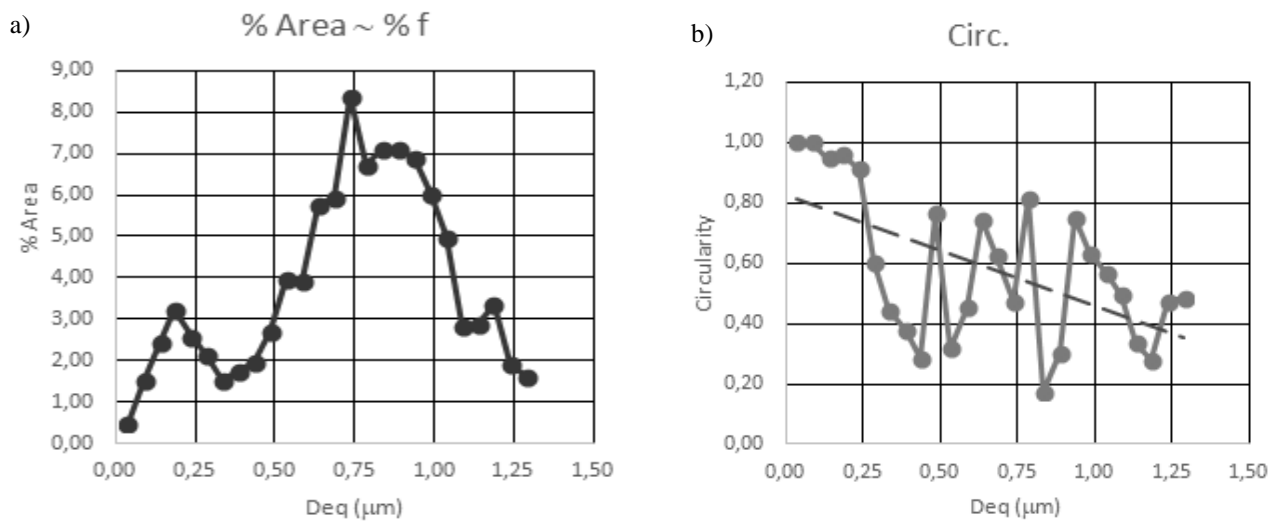 a)
% Area ~ % f
% Area
9,00
8,00
7,00
6,00
5,00
4,00
3,00
2,00
1,00
0,00
0,00 0,25 0,50 0,75 1,00 1,25 1,50
Deq (μm)
b)
Circ.
Circularity
1,20
1,00
0,80
0,60
0,40
0,20
0,00
0,00 0,25 0,50 0,75 1,00 1,25 1,50
Deq (μm)